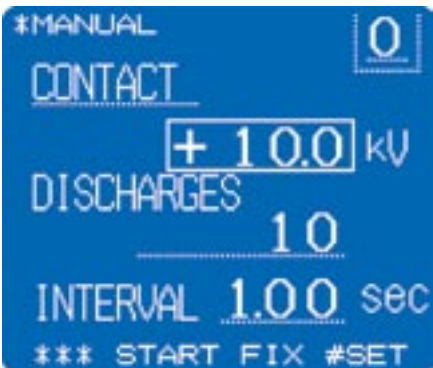 *MANUAL 0
CONTACT
+ 10.0 kV
DISCHARGES
10
INTERVAL 1.00 sec
*** START FIX #SET